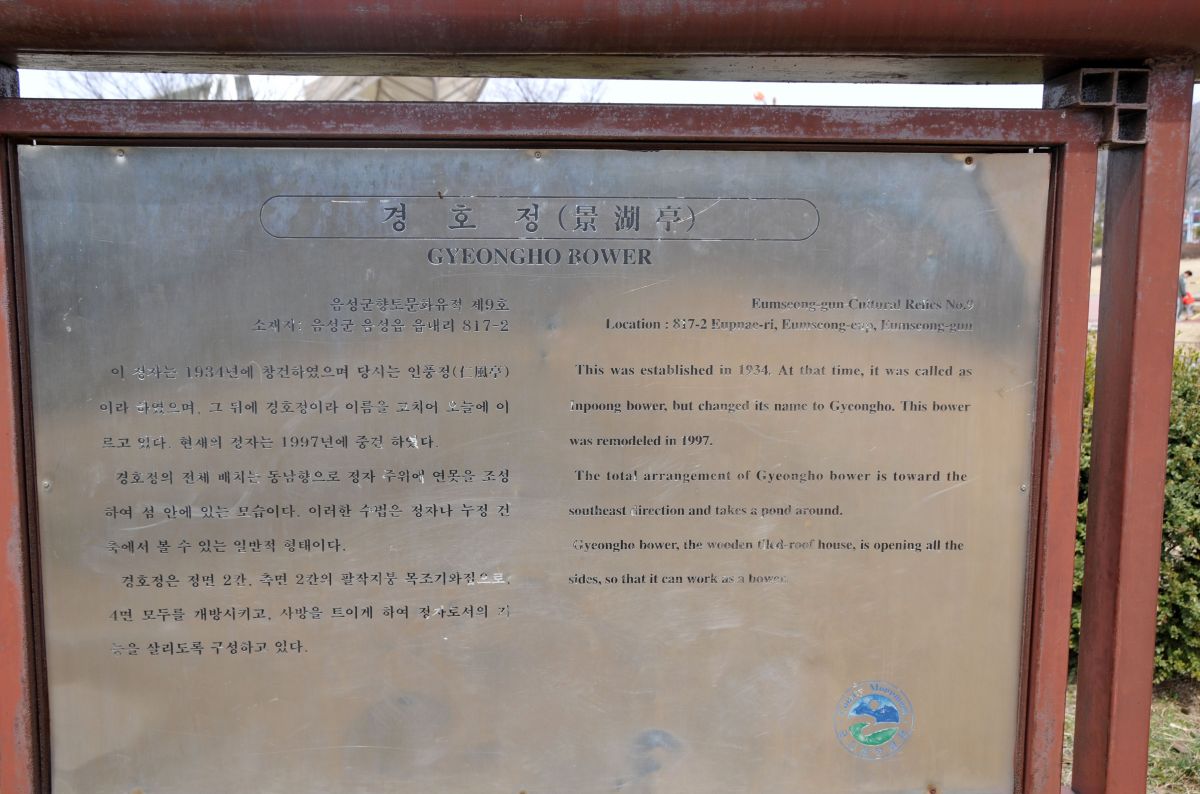 경 호 정 (景 湖 亭)
GYEONGHO BOWER
음성군향토문화유적 제9호
소재지: 음성군 음성읍 읍내리 817-2
이 정자는 1934년에 창건하였으며 당시는 인풍정(仁風亭)
이라 하였으며, 그 뒤에 경호정이라 이름을 고치어 오늘에 이
르고 있다. 현재의 정자는 1997년에 중건 하였다.
경호정의 전체 배치는 동남향으로 정자 주위에 연못을 조성
하여 섬 안에 있는 모습이다. 이러한 수법은 정자나 누정 건
축에서 볼 수 있는 일반적 형태이다.
경호정은 정면 2간, 측면 2간의 팔작지붕 목조기와집으로,
4면 모두를 개방시키고, 사방을 트이게 하여 정자로서의 기
능을 살리도록 구성하고 있다.
Eumseong-gun Cuttural Relics No.9
Location : 817-2 Eupnae-ri, Eumseong-eup, Eumseong-gun
This was established in 1934. At that time, it was called as
Inpoong bower, but changed its name to Gyeongho. This bower
was remodeled in 1997.
The total arrangement of Gyeongho bower is toward the
southeast direction and takes a pond around.
Gyeongho bower, the wooden tiled-roof house, is opening all the
sides, so that it can work as a bower.